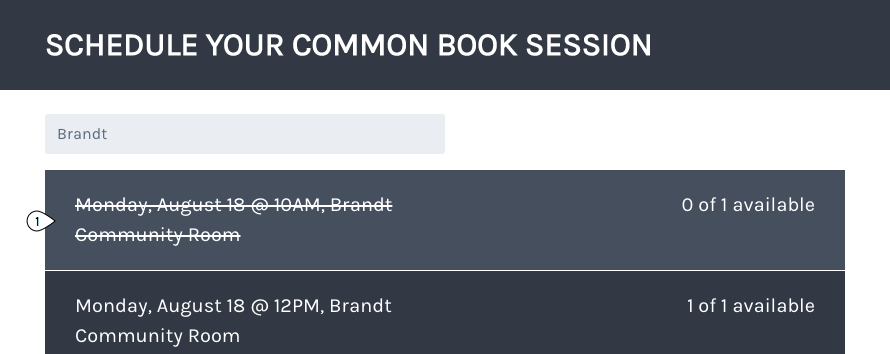 SCHEDULE YOUR COMMON BOOK SESSION
Brandt
Monday, August 18 @ 10AM, Brandt
Community Room
0 of 1 available
1
Monday, August 18 @ 12PM, Brandt
Community Room
1 of 1 available